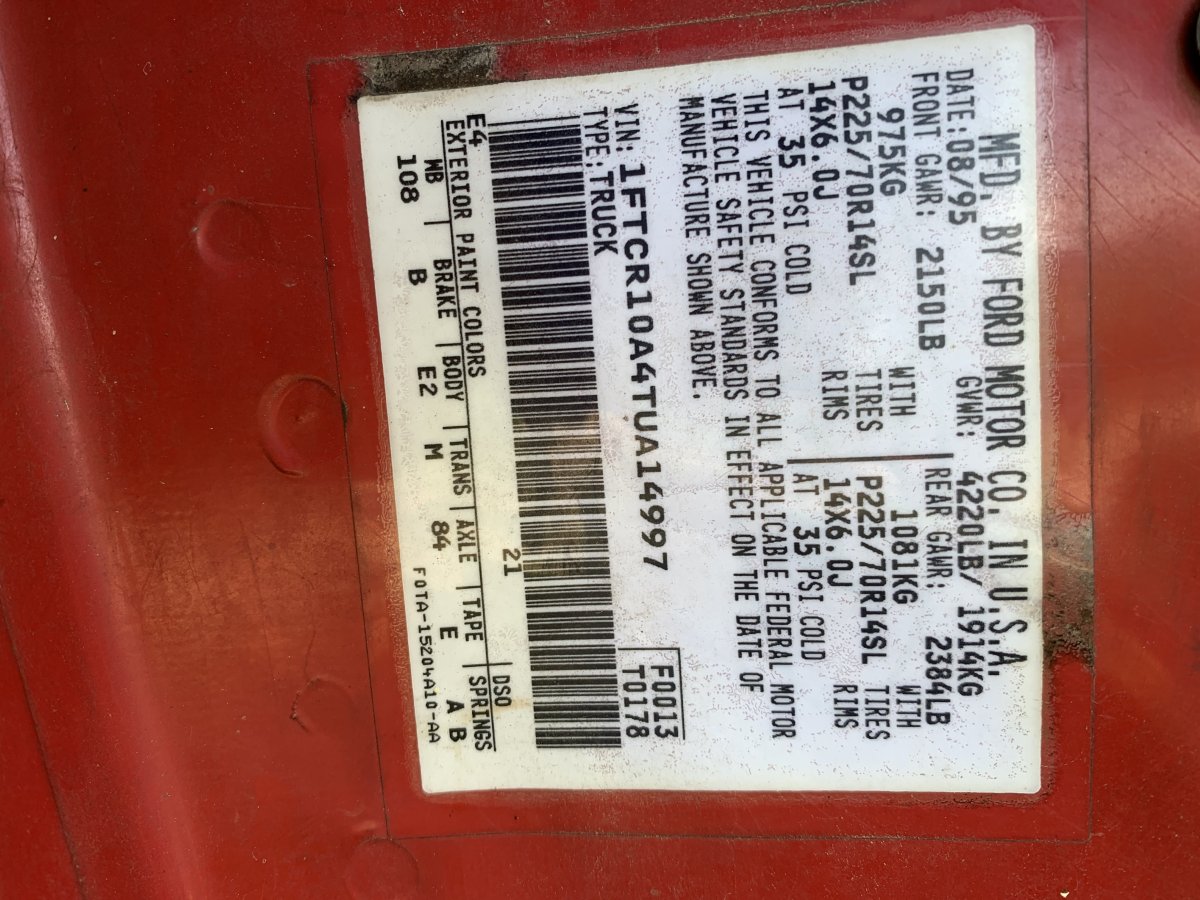 MFD. BY FORD MOTOR CO. IN U.S.A.
DATE:08/95 GVWR: 4220LB/ 1914KG
FRONT GAWR: 2150LB REAR GAWR: 2384LB
975KG WITH 1081KG WITH
P225/70R14SL TIRES P225/70R14SL TIRES
14X6.0J RIMS 14X6.0J RIMS
AT 35 PSI COLD AT 35 PSI COLD
THIS VEHICLE CONFORMS TO ALL APPLICABLE FEDERAL MOTOR
VEHICLE SAFETY STANDARDS IN EFFECT ON THE DATE OF
MANUFACTURE SHOWN ABOVE.
VIN: 1FTCR10A4TUA14997 F0013
TYPE: TRUCK T0178
21
E4 EXTERIOR PAINT COLORS DSO
WB | BRAKE | BODY | TRANS | AXLE | TAPE | SPRINGS
108 B E2 M 84 E A B
F0TA-15204A10-AA